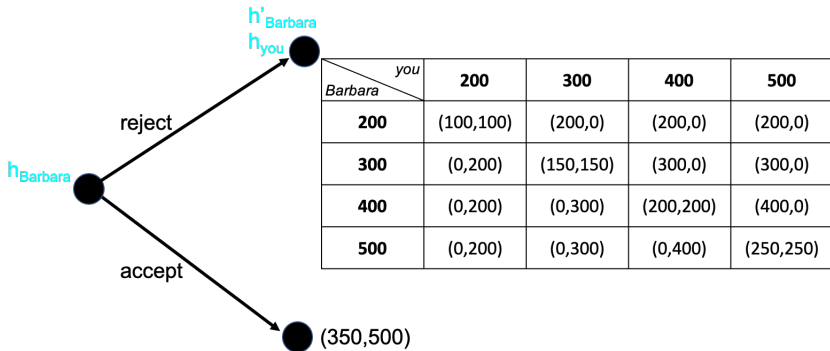 h'Barbara
hyou
you
Barbara
200 300 400 500
200 (100,100) (200,0) (200,0) (200,0)
300 (0,200) (150,150) (300,0) (300,0)
400 (0,200) (0,300) (200,200) (400,0)
500 (0,200) (0,300) (0,400) (250,250)
reject
hBarbara
accept
(350,500)